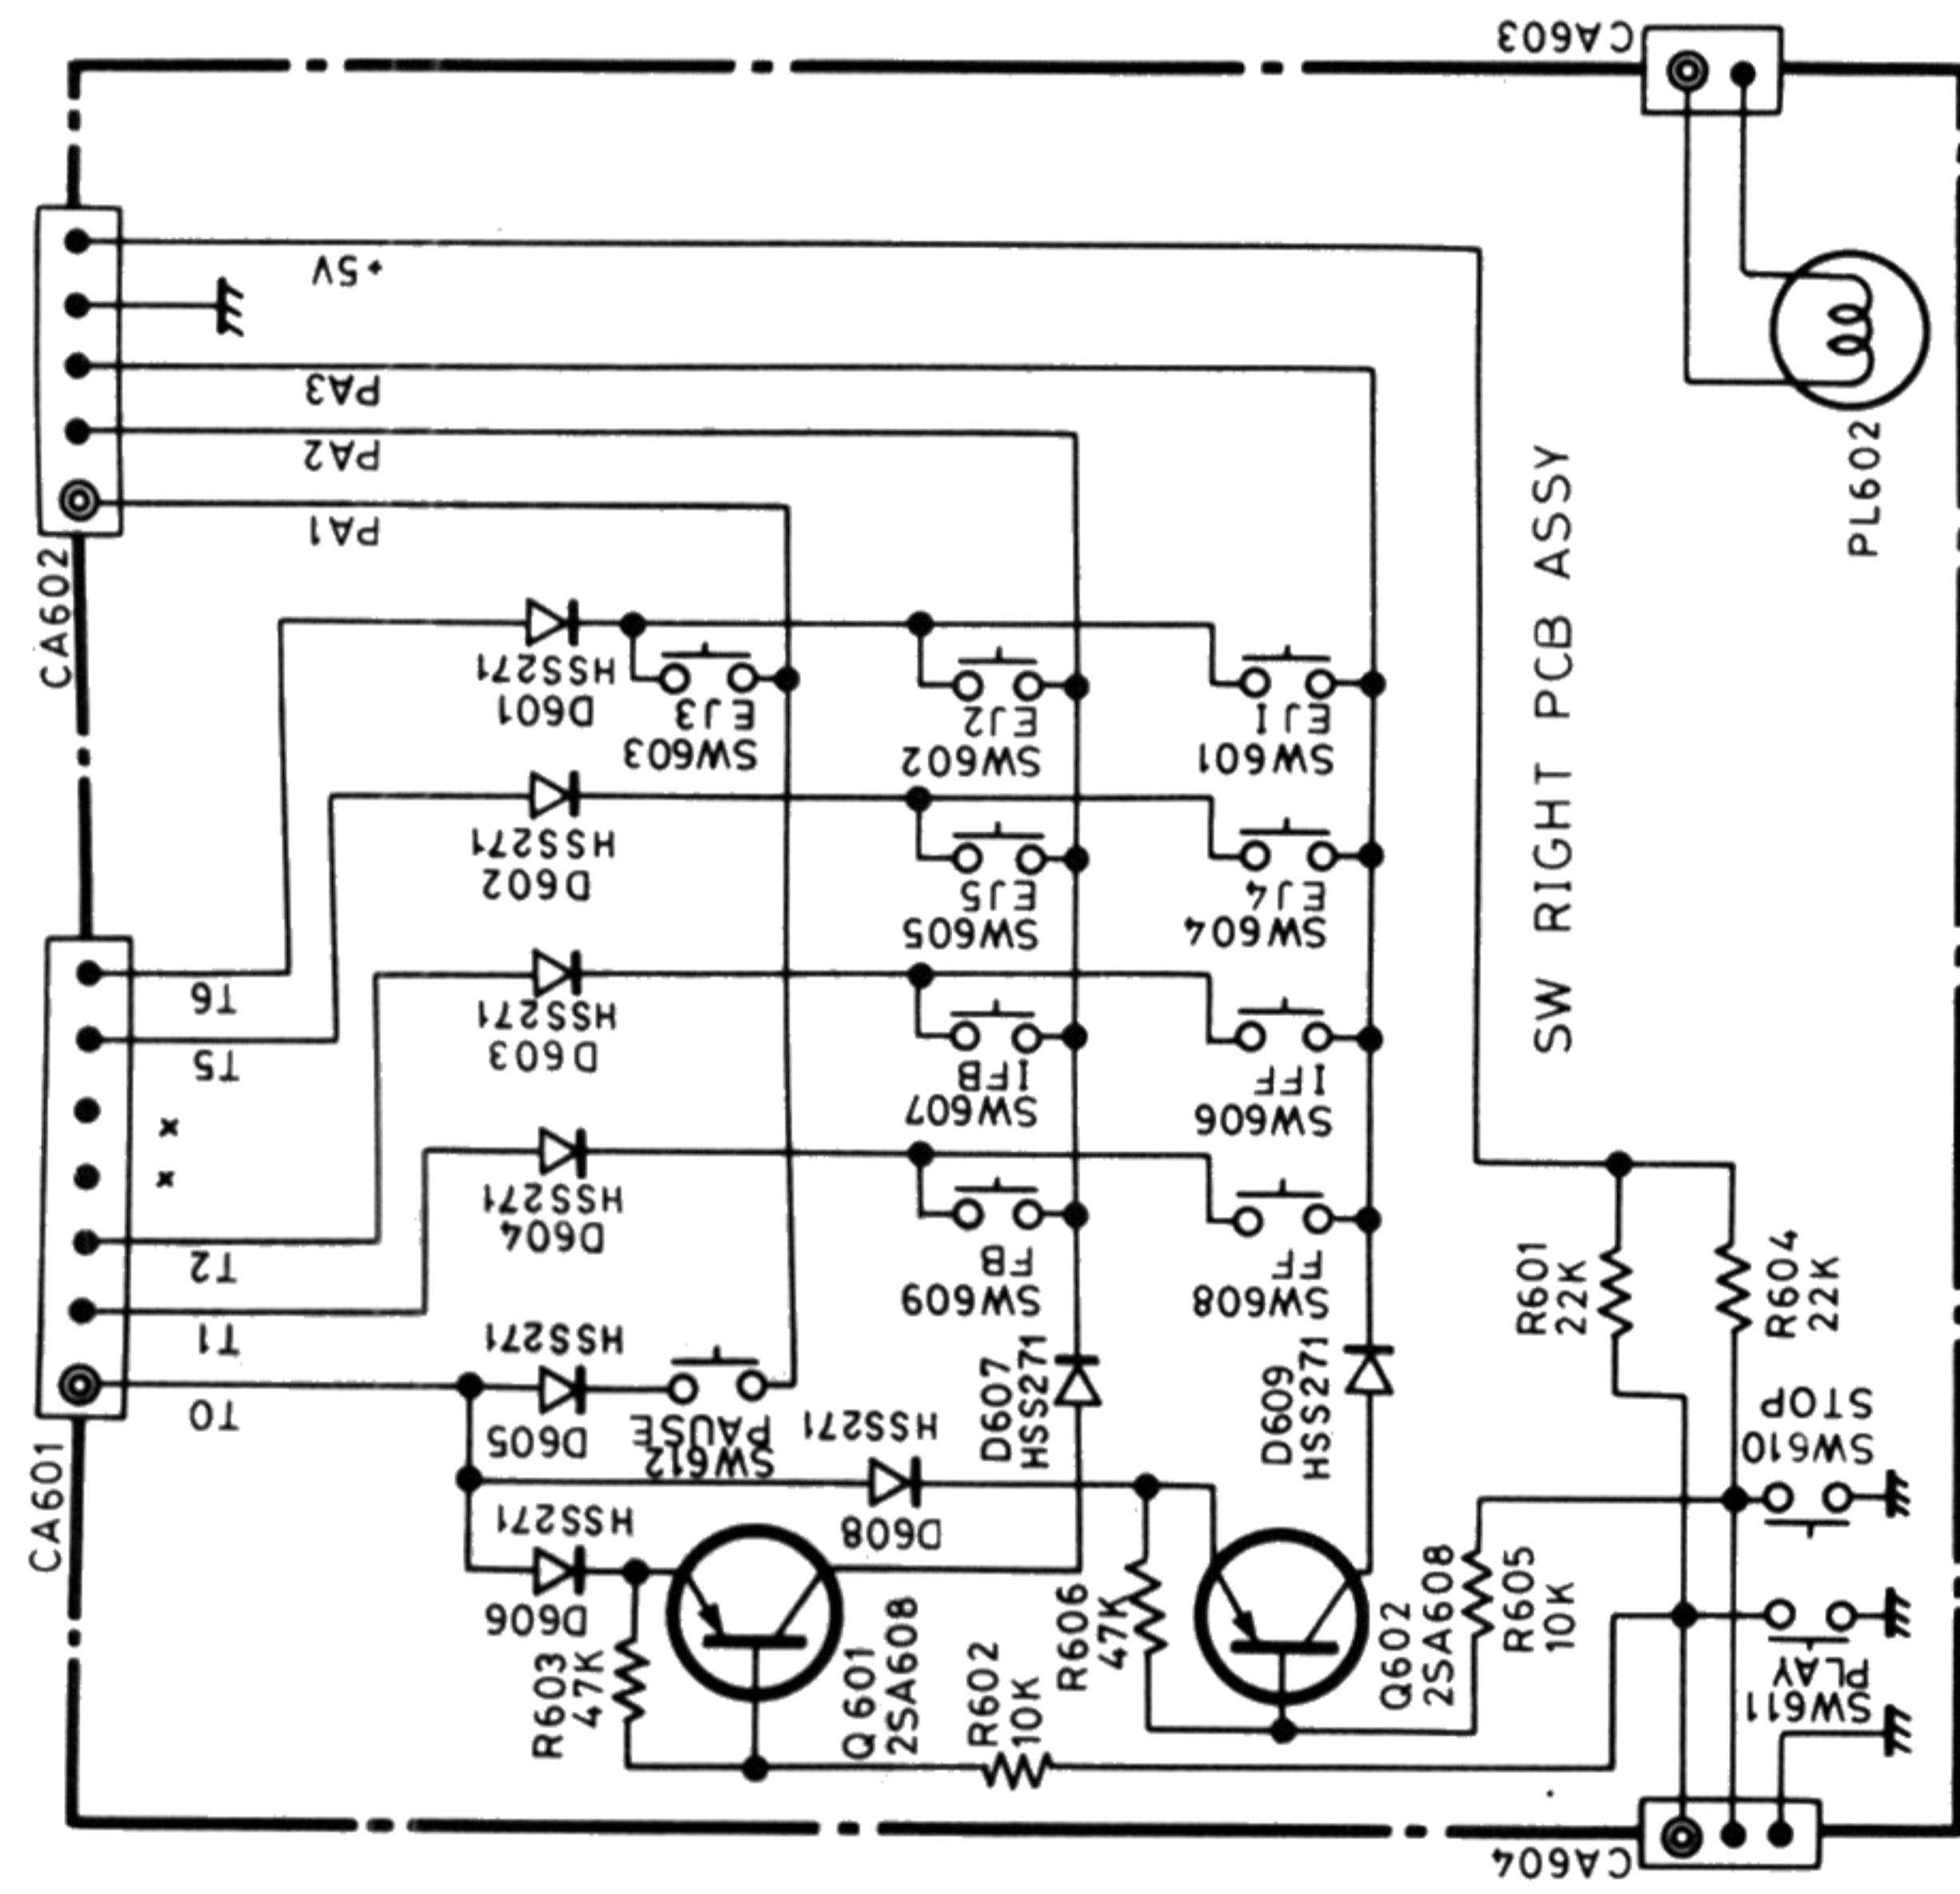 CA603
+5V
PA3
PA2
PA1
CA602
PL602
SW RIGHT PCB ASSY
HSS271
D601
EJ3
SW603
EJ2
SW602
EJ1
SW601
HSS271
D602
EJ5
SW605
EJ4
SW604
T6
T5
x
x
T2
T1
T0
CA601
HSS271
D603
IFB
SW607
IFF
SW606
HSS271
D604
FB
SW609
FF
SW608
HSS271
D605
PAUSE
SW612
HSS271
D608
D607
HSS271
D609
HSS271
R601
22K
R604
22K
STOP
SW610
HSS271
D606
R603
47K
Q601
2SA608
R602
10K
R606
47K
Q602
2SA608
R605
10K
PLAY
SW611
CA604